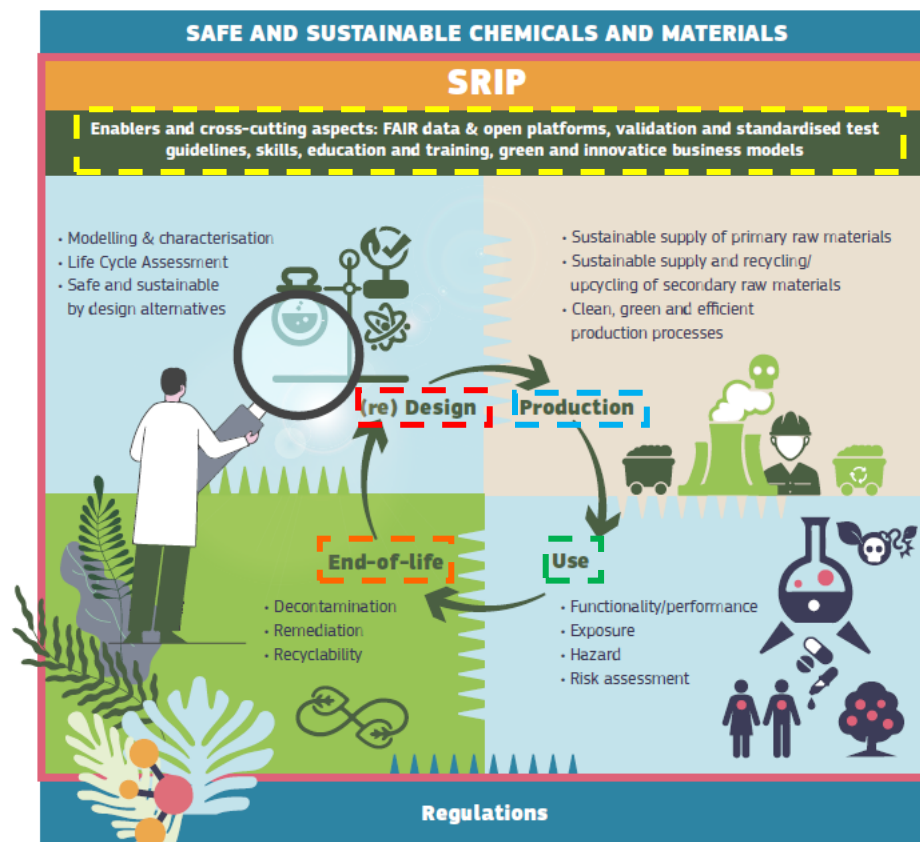 SAFE AND SUSTAINABLE CHEMICALS AND MATERIALS
SRIP
Enablers and cross-cutting aspects: FAIR data & open platforms, validation and standardised test
guidelines, skills, education and training, green and innovatice business models
• Modelling & characterisation
• Life Cycle Assessment
• Safe and sustainable
by design alternatives
• Sustainable supply of primary raw materials
• Sustainable supply and recycling/
upcycling of secondary raw materials
• Clean, green and efficient
production processes
(re) Design
Production
End-of-life
Use
• Decontamination
• Remediation
• Recyclability
• Functionality/performance
• Exposure
• Hazard
• Risk assessment
Regulations